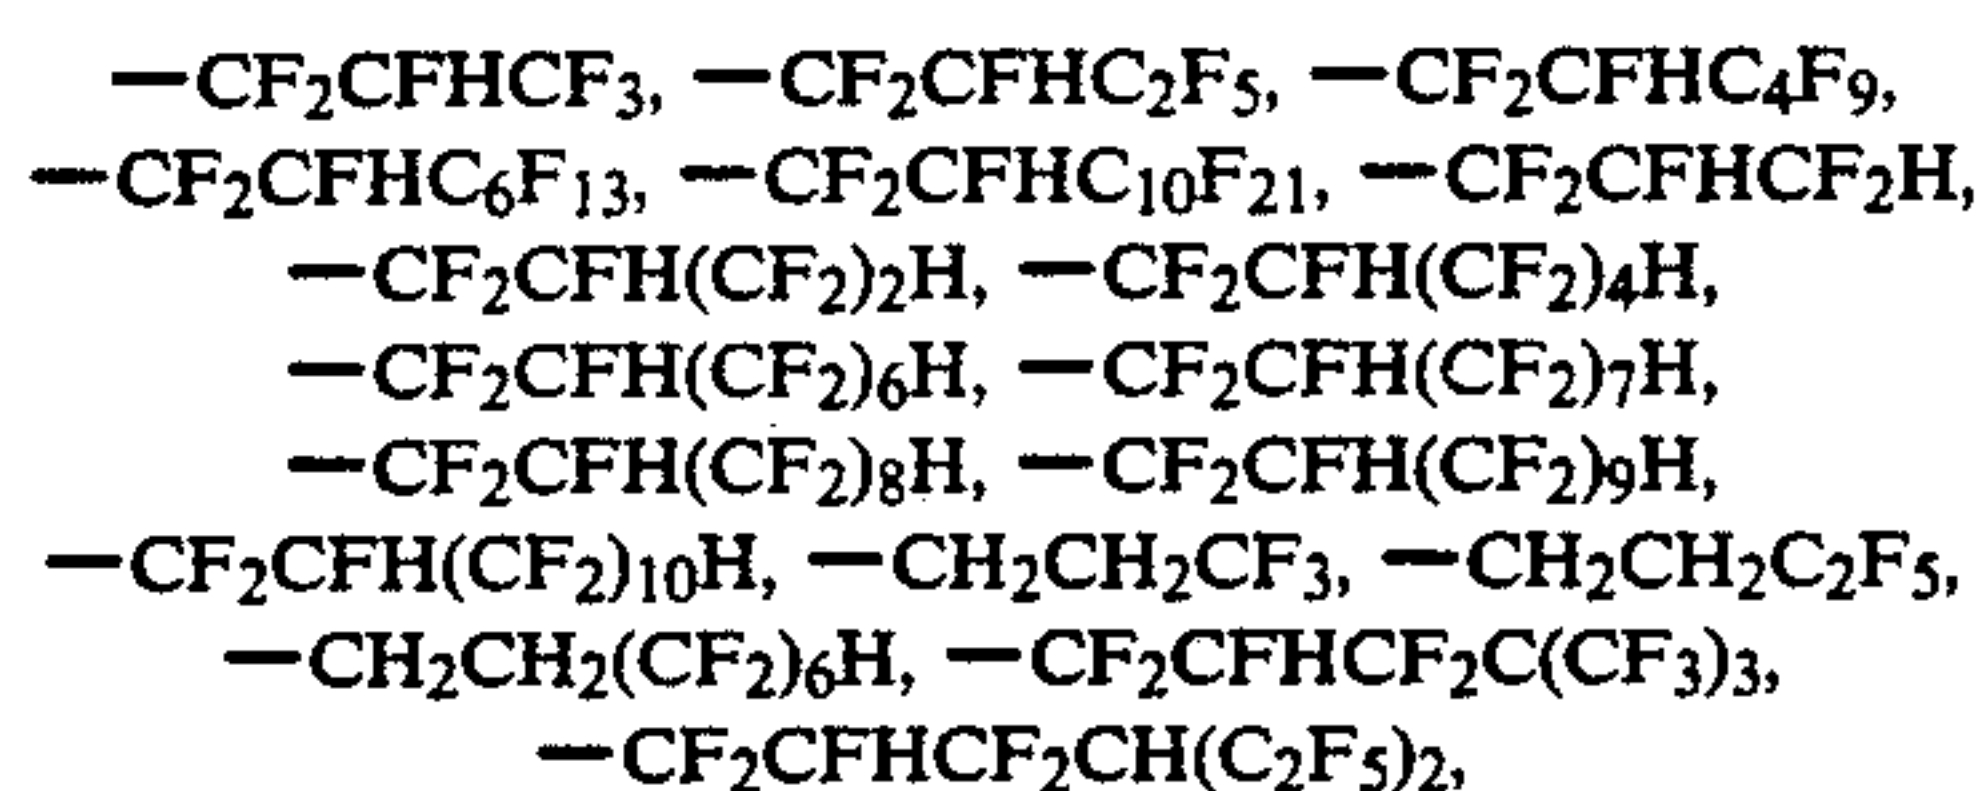 —CF₂CFHCF₃, —CF₂CFHC₂F₅, —CF₂CFHC₄F₉,
—CF₂CFHC₆F₁₃, —CF₂CFHC₁₀F₂₁, —CF₂CFHCF₂H,
—CF₂CFH(CF₂)₂H, —CF₂CFH(CF₂)₄H,
—CF₂CFH(CF₂)₆H, —CF₂CFH(CF₂)₇H,
—CF₂CFH(CF₂)₈H, —CF₂CFH(CF₂)₉H,
—CF₂CFH(CF₂)₁₀H, —CH₂CH₂CF₃, —CH₂CH₂C₂F₅,
—CH₂CH₂(CF₂)₆H, —CF₂CFHCF₂C(CF₃)₃,
—CF₂CFHCF₂CH(C₂F₅)₂,